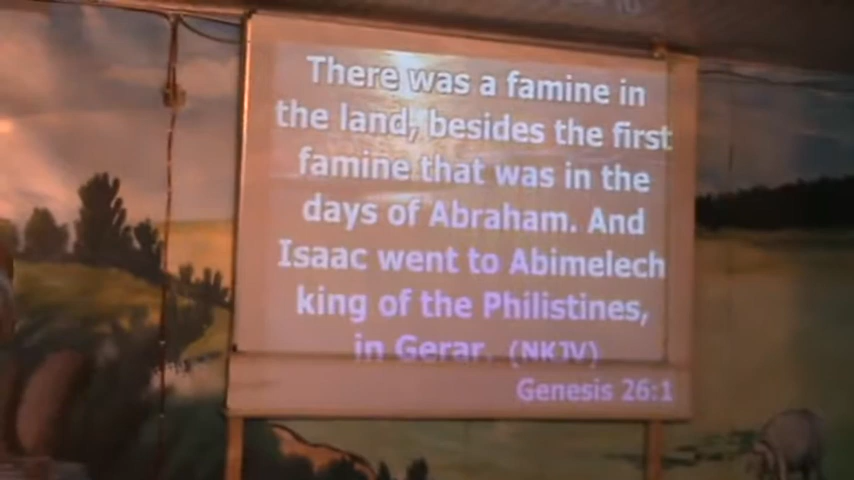 There was a famine in
the land, besides the first
famine that was in the
days of Abraham. And
Isaac went to Abimelech
king of the Philistines,
in Gerar. (NKJV)
Genesis 26:1